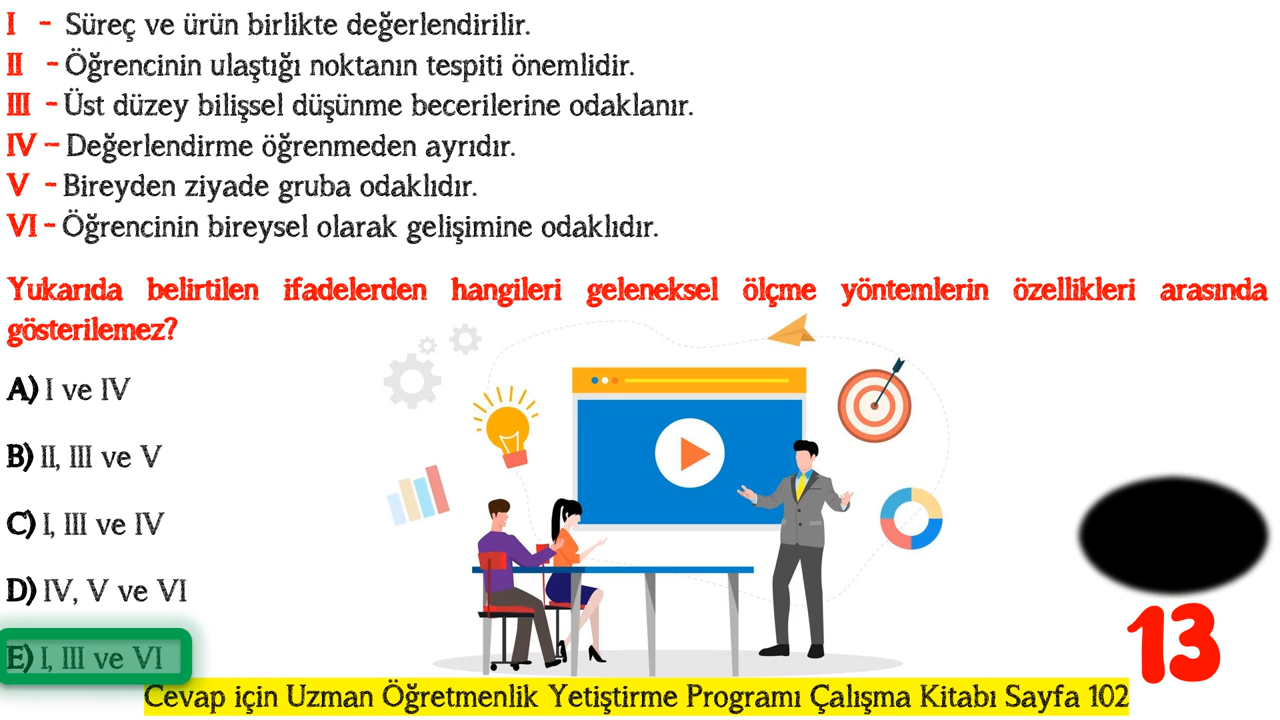 I - Süreç ve ürün birlikte değerlendirilir.
II - Öğrencinin ulaştığı noktanın tespiti önemlidir.
III - Üst düzey bilişsel düşünme becerilerine odaklanır.
IV - Değerlendirme öğrenmeden ayrıdır.
V - Bireyden ziyade gruba odaklıdır.
VI - Öğrencinin bireysel olarak gelişimine odaklıdır.
Yukarıda belirtilen ifadelerden hangileri geleneksel ölçme yöntemlerin özellikleri arasında
gösterilemez?
A) I ve IV
B) II, III ve V
C) I, III ve IV
D) IV, V ve VI
E) I, III ve VI
13
Cevap için Uzman Öğretmenlik Yetiştirme Programı Çalışma Kitabı Sayfa 102